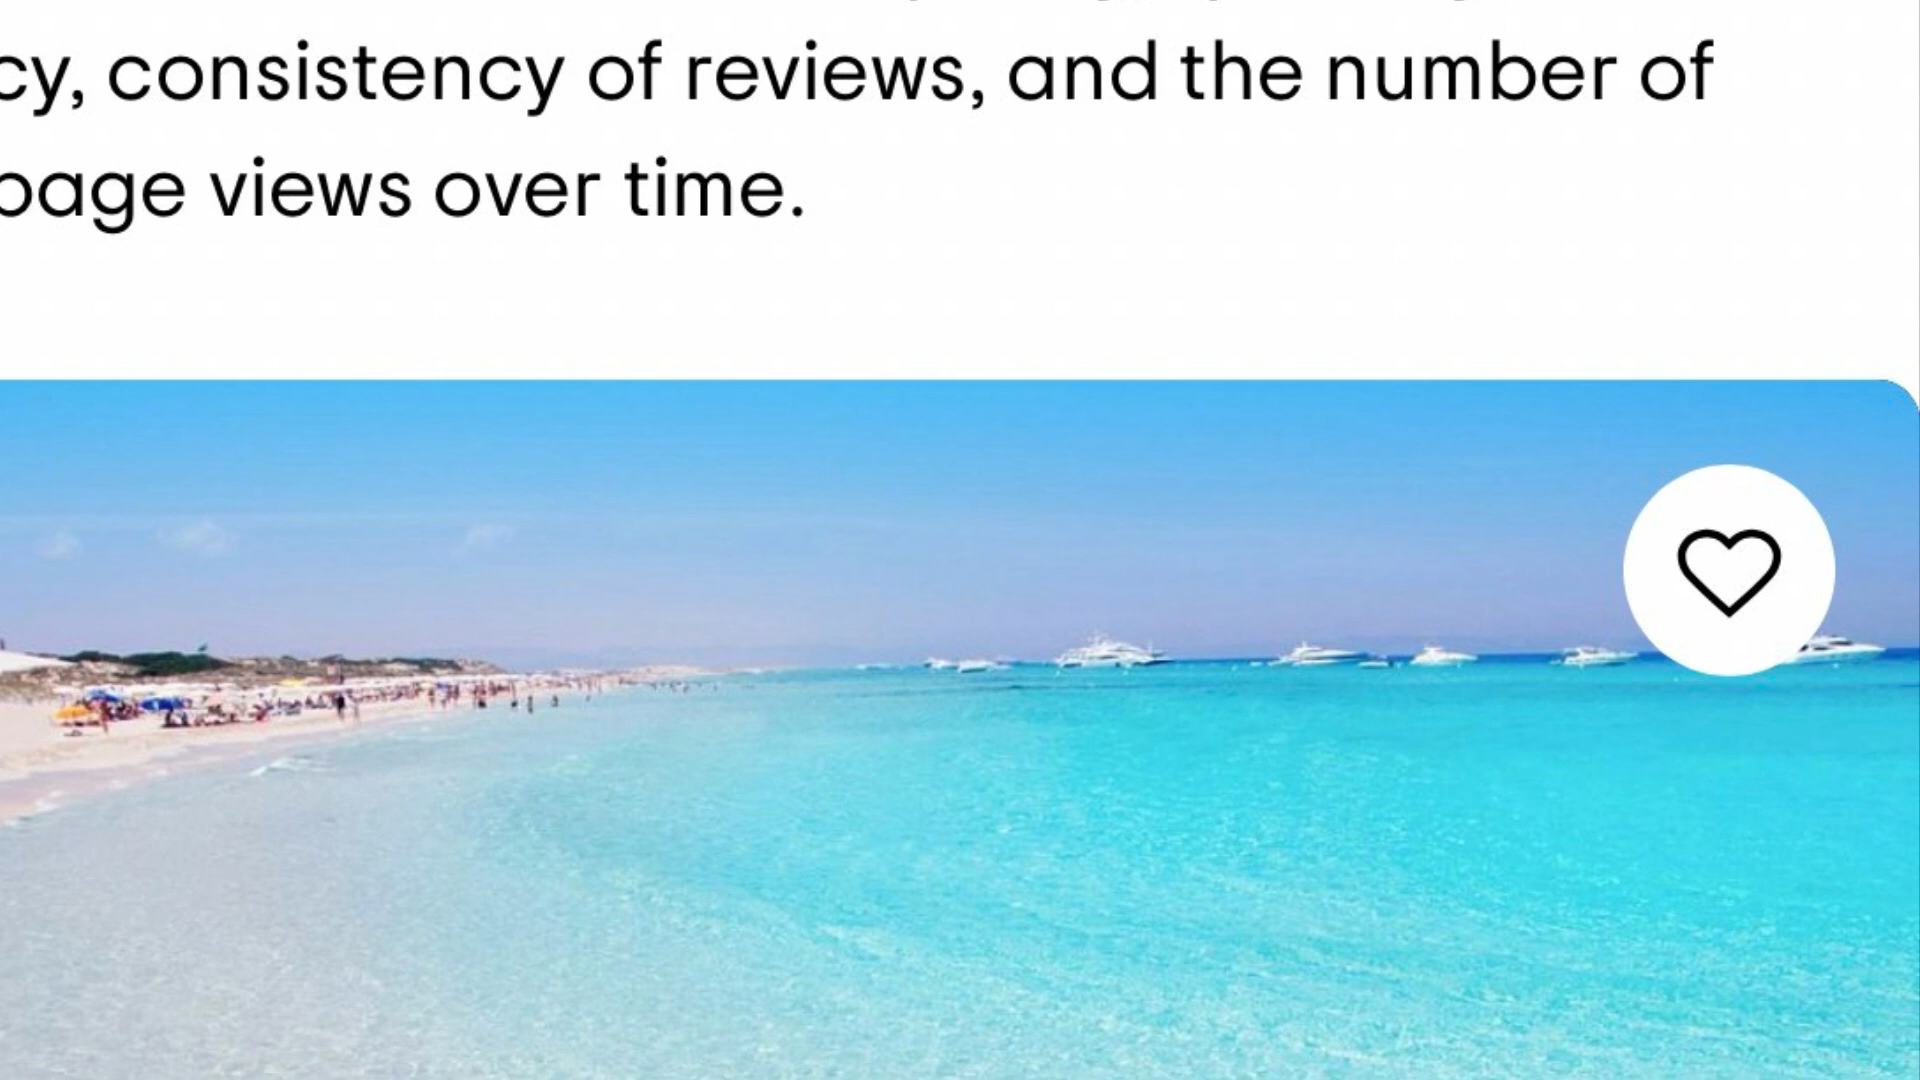 cy, consistency of reviews, and the number of
page views over time.